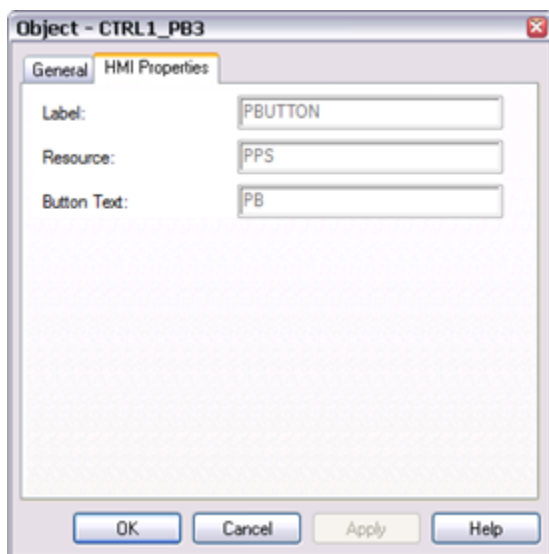 Object - CTRL1_PB3
General HMI Properties
Label: PBUTTON
Resource: PPS
Button Text: PB
OK Cancel Apply Help